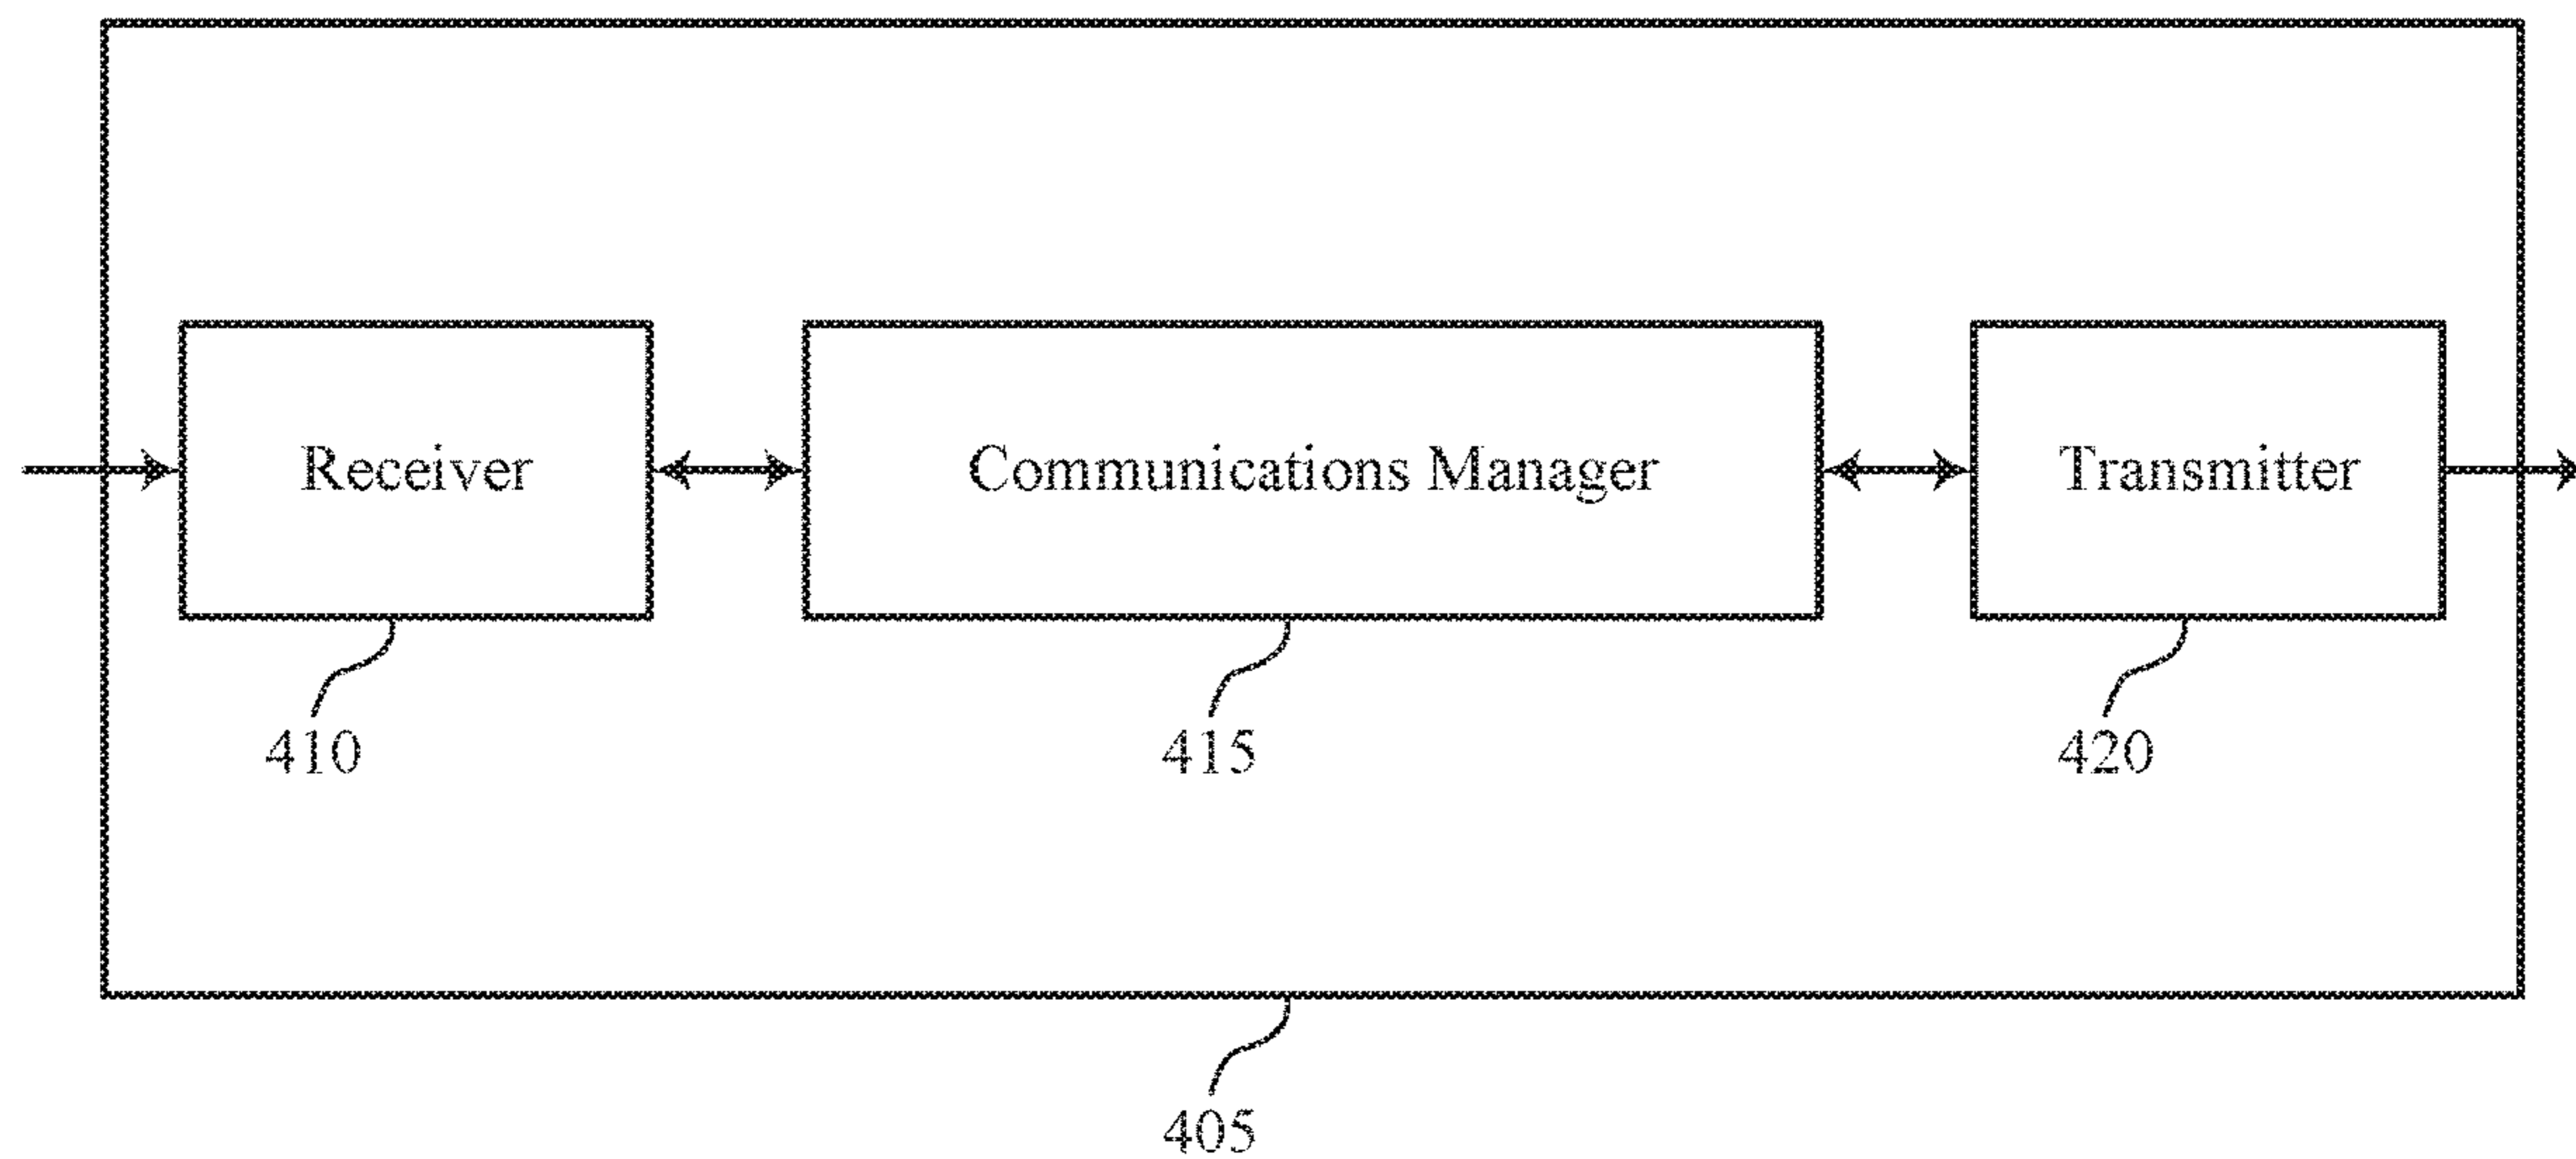 Receiver
Communications Manager
Transmitter
410
415
420
405